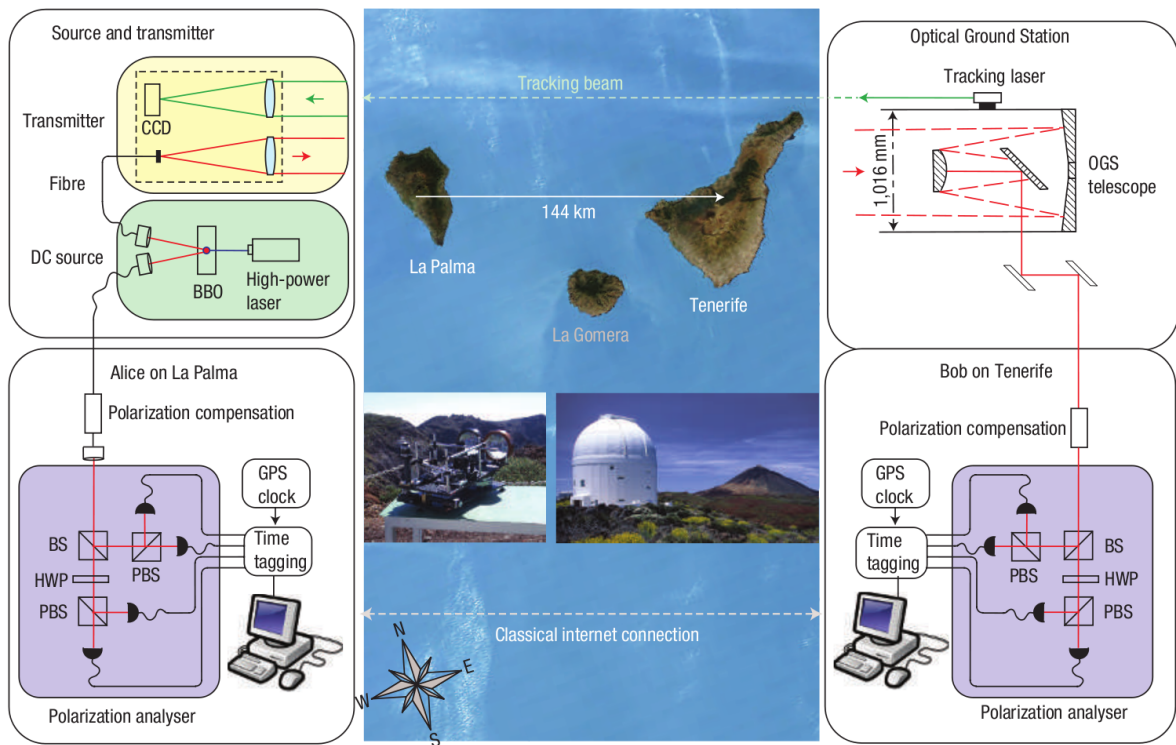 Source and transmitter
Transmitter
CCD
Fibre
DC source
BBO
High-power
laser
Alice on La Palma
Polarization compensation
GPS
clock
BS
PBS
Time
tagging
HWP
PBS
Polarization analyser
Tracking beam
144 km
La Palma
Tenerife
La Gomera
Classical internet connection
N
E
W
S
Optical Ground Station
Tracking laser
1,016 mm
OGS
telescope
Bob on Tenerife
Polarization compensation
GPS
clock
Time
tagging
PBS
BS
HWP
PBS
Polarization analyser